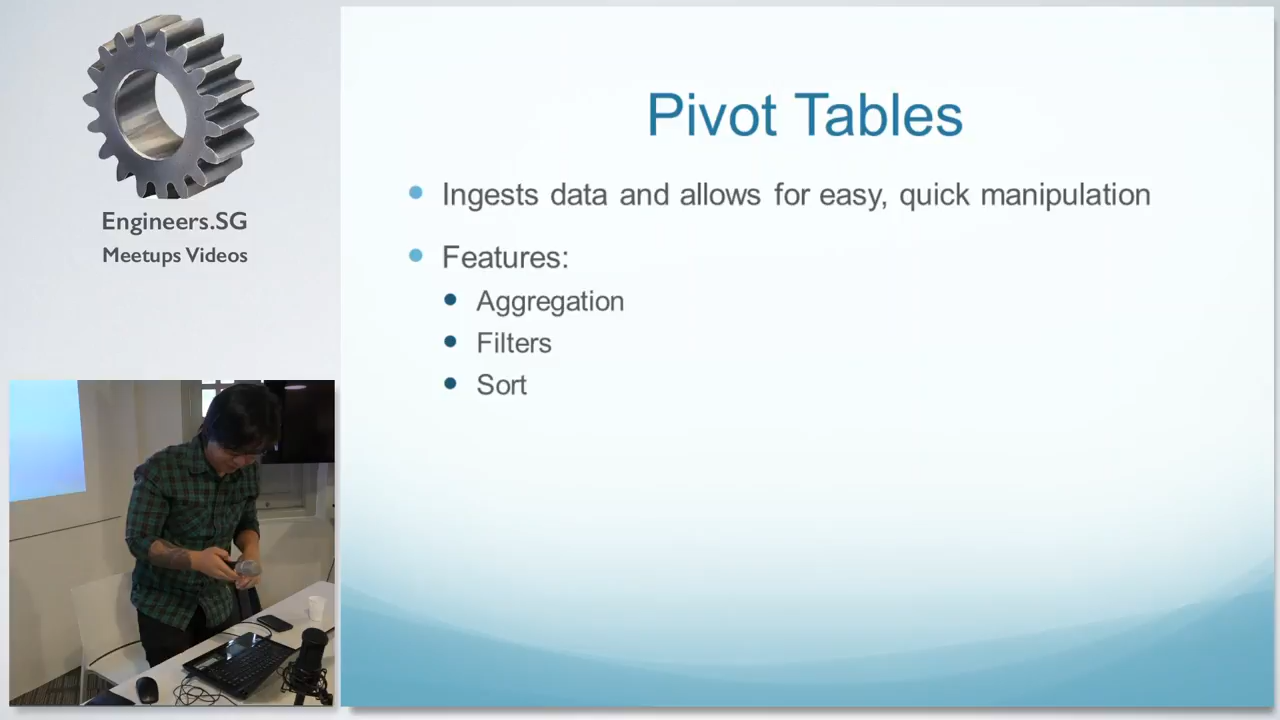 Engineers.SG
Meetups Videos
Pivot Tables
Ingests data and allows for easy, quick manipulation
Features:
Aggregation
Filters
Sort